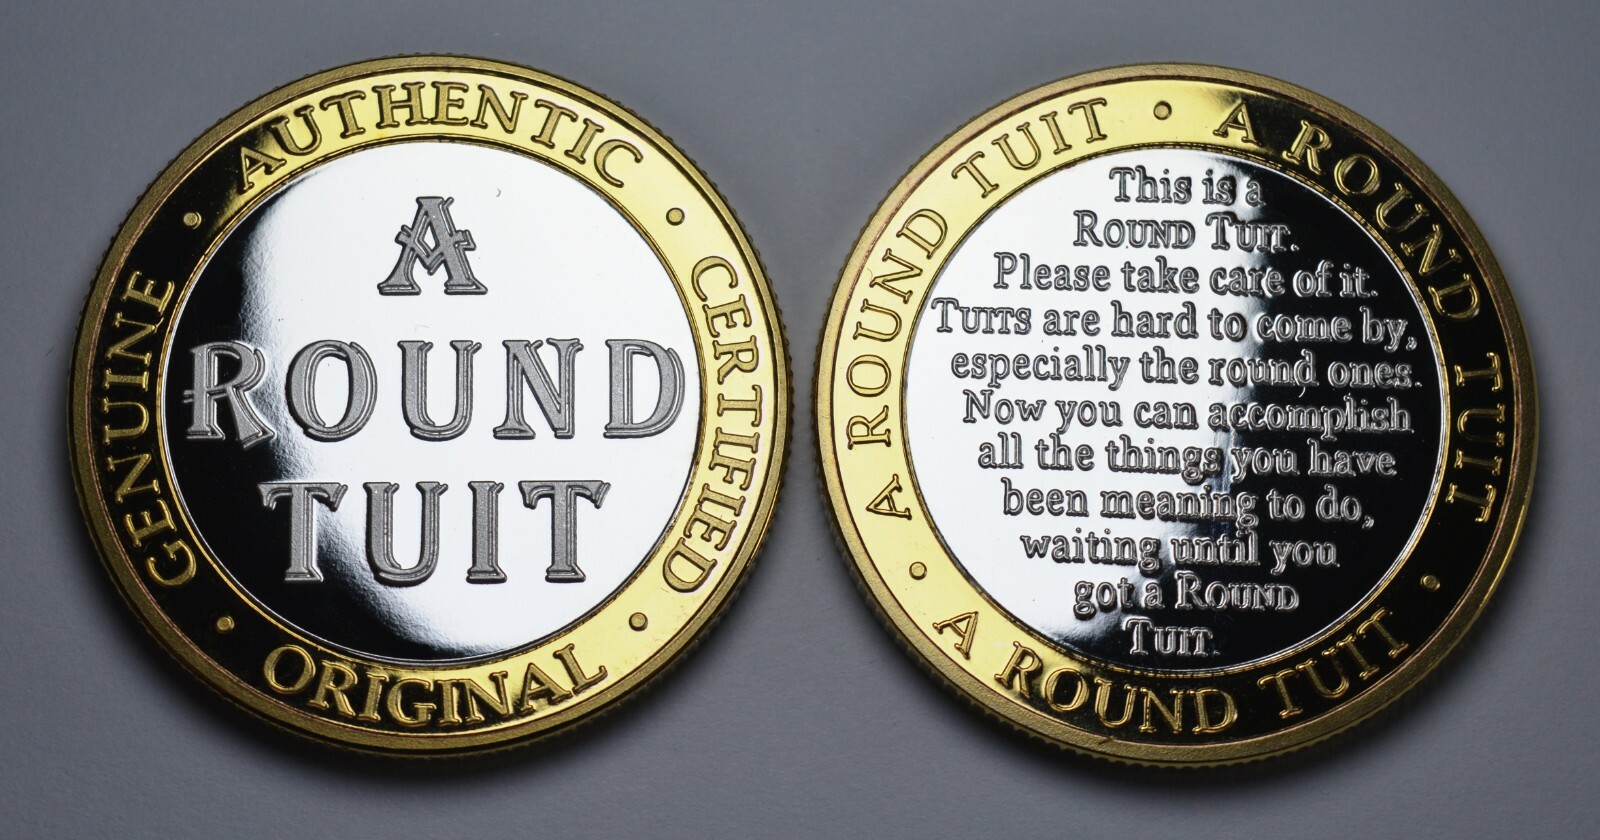 AUTHENTIC
CERTIFIED
ORIGINAL
GENUINE
A
ROUND
TUIT
A ROUND TUIT
A ROUND TUIT
A ROUND TUIT
This is a
ROUND TUIT.
Please take care of it.
TUITS are hard to come by,
especially the round ones.
Now you can accomplish
all the things you have
been meaning to do,
waiting until you
got a ROUND
TUIT